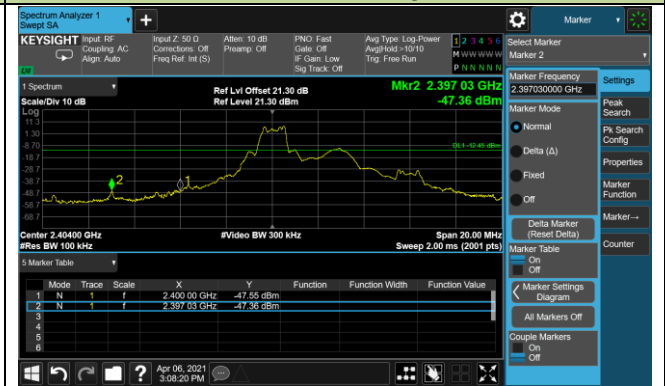 Spectrum Analyzer 1
Swept SA
Marker
KEYSIGHT
Input: RF
Coupling: AC
Align: Auto
Input Z: 50 Ω
Corrections: Off
Freq Ref: Int (S)
Atten: 10 dB
Preamp: Off
PNO: Fast
Gate: Off
IF Gain: Low
Sig Track: Off
Avg Type: Log-Power
Avg|Hold:>10/10
Trig: Free Run
1 2 3 4 5 6
M W W W W W
P N N N N N
Select Marker
Marker 2
1 Spectrum
Scale/Div 10 dB
Log
Ref Lvl Offset 21.30 dB
Ref Level 21.30 dBm
Mkr2 2.397 03 GHz
-47.36 dBm
11.3
1.30
-8.70
-18.7
-28.7
-38.7
-48.7
-58.7
-68.7
DL1 -12.45 dBm
2
1
Center 2.40400 GHz
#Res BW 100 kHz
#Video BW 300 kHz
Span 20.00 MHz
Sweep 2.00 ms (2001 pts)
5 Marker Table
Mode Trace Scale X Y Function Function Width Function Value
1 N 1 f 2.400 00 GHz -47.55 dBm
2 N 1 f 2.397 03 GHz -47.36 dBm
3
4
5
6
Marker Frequency
2.397030000 GHz
Marker Mode
Normal
Delta (Δ)
Fixed
Off
Delta Marker
(Reset Delta)
Marker Table
On
Off
Marker Settings
Diagram
All Markers Off
Couple Markers
On
Off
Settings
Peak
Search
Pk Search
Config
Properties
Marker
Function
Marker→
Counter
Apr 06, 2021
3:08:20 PM